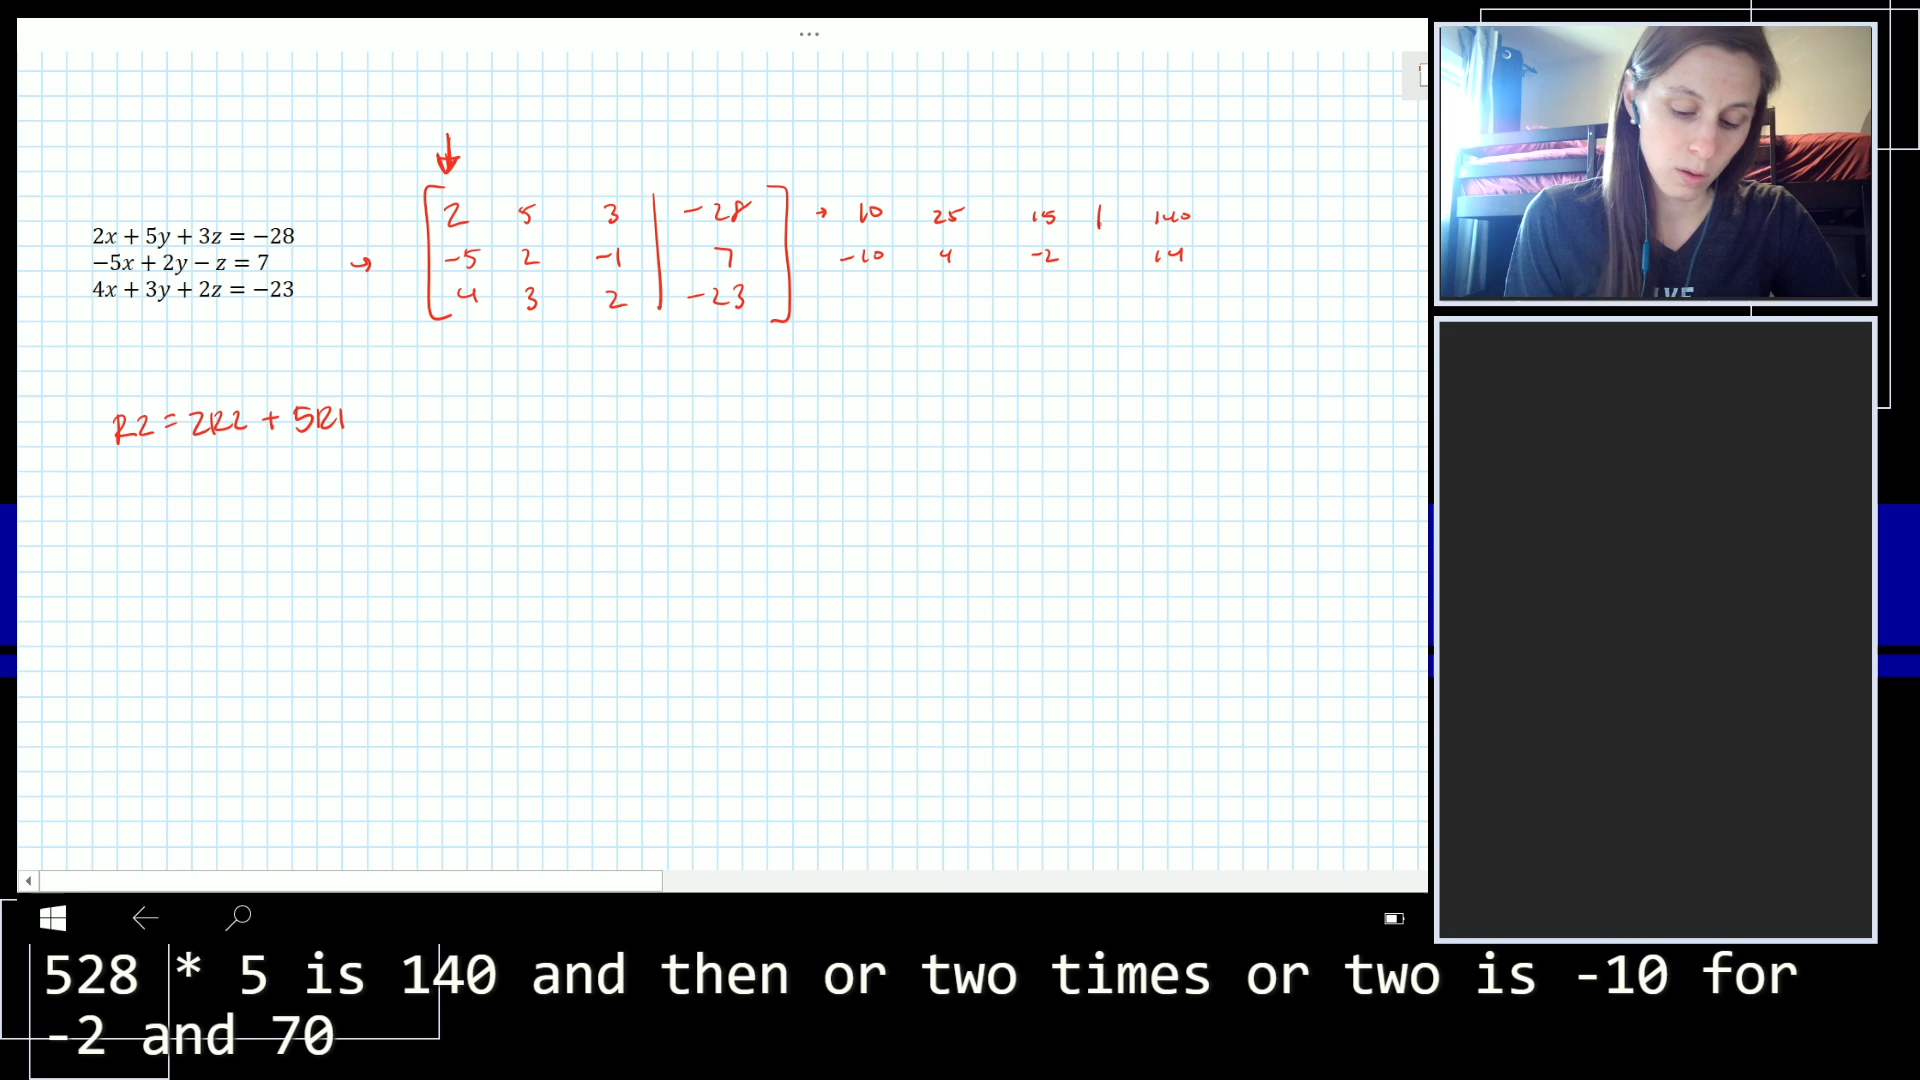 ...
2 5 3 | -28 → 10 25 15 | 140
2x + 5y + 3z = -28
-5x + 2y - z = 7 → -5 2 -1 | 7 -10 4 -2 14
4x + 3y + 2z = -23
4 3 2 | -23
R2 = 2R2 + 5R1
528 * 5 is 140 and then or two times or two is -10 for
-2 and 70